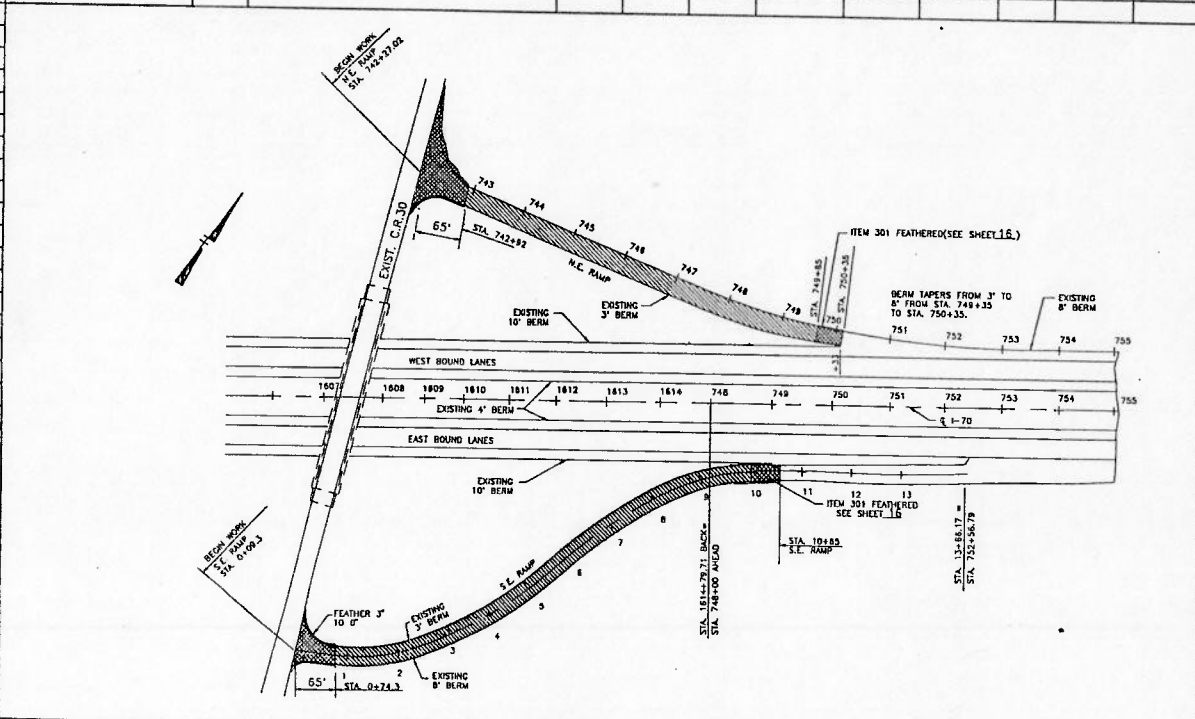 BEGIN WORK
N.E. RAMP
STA. 742+27.02
EXIST. C.R.30
65'
STA. 742+92
743
744
745
746
747
748
749
750
N.E. RAMP
EXISTING
3' BERM
EXISTING
10' BERM
ITEM 301 FEATHERED(SEE SHEET 16)
STA. 749+85
STA. 750+35
BERM TAPERS FROM 3' TO
8' FROM STA. 749+35
TO STA. 750+35.
EXISTING
8' BERM
751
752
753
754
755
WEST BOUND LANES
1607
1608
1609
1610
1611
1612
1613
1614
748
749
750
751
752
753
754
755
EXISTING 4' BERM
I-70
EAST BOUND LANES
EXISTING
10' BERM
ITEM 301 FEATHERED
SEE SHEET 16
STA. 10+85
S.E. RAMP
STA. 1614+79.71 BACK=
STA. 748+00 AHEAD
STA. 13+66.17 =
STA. 752+56.79
BEGIN WORK
S.E. RAMP
STA. 0+09.3
FEATHER 3"
TO 0"
65'
STA. 0+74.3
EXISTING
3' BERM
EXISTING
8' BERM
S.E. RAMP
1
2
3
4
5
6
7
8
9
10
11
12
13